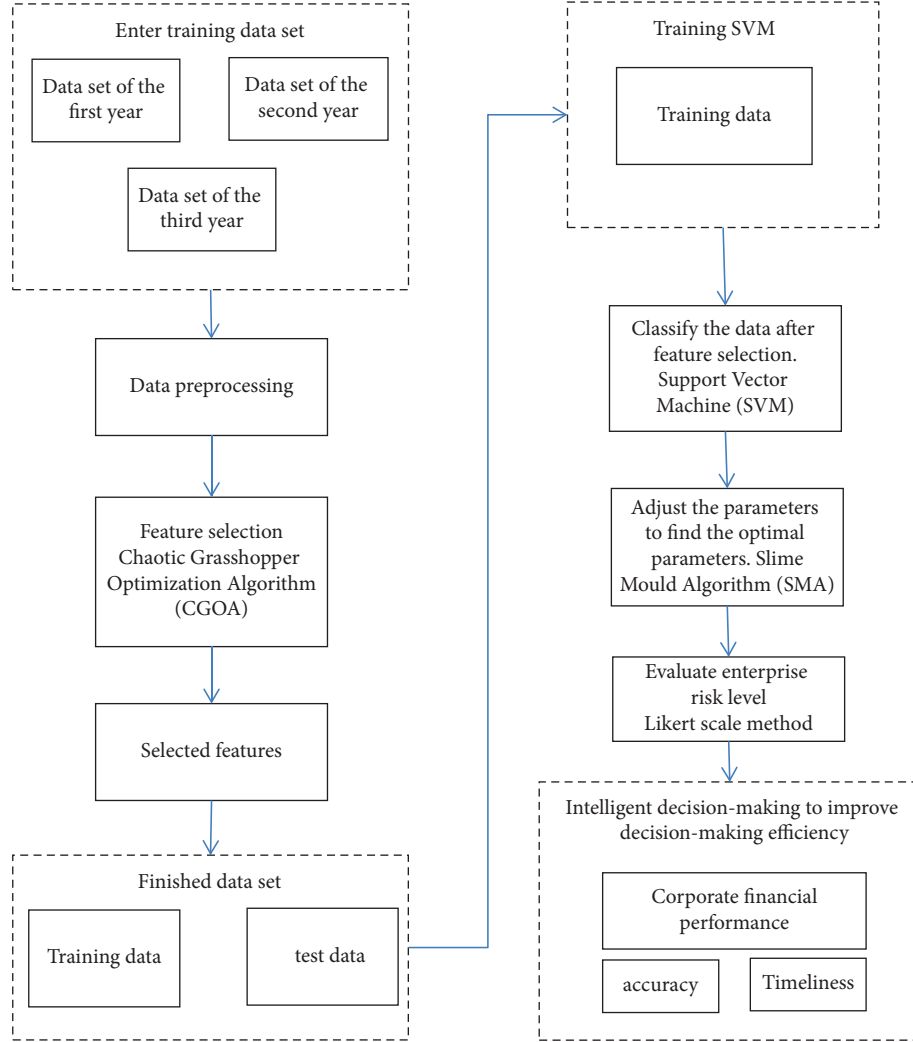 Enter training data set
Data set of the
first year
Data set of the
second year
Data set of the
third year
Data preprocessing
Feature selection
Chaotic Grasshopper
Optimization Algorithm
(CGOA)
Selected features
Finished data set
Training data
test data
Training SVM
Training data
Classify the data after
feature selection.
Support Vector
Machine (SVM)
Adjust the parameters
to find the optimal
parameters. Slime
Mould Algorithm (SMA)
Evaluate enterprise
risk level
Likert scale method
Intelligent decision-making to improve
decision-making efficiency
Corporate financial
performance
accuracy
Timeliness